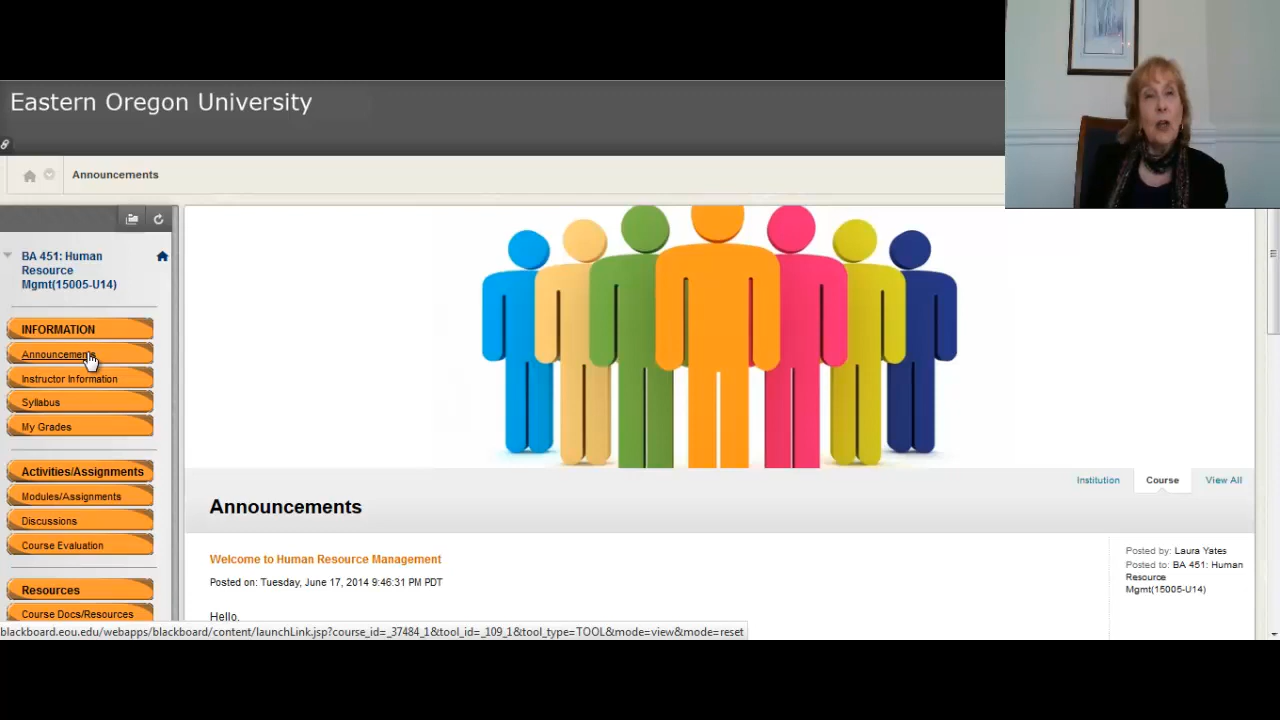 Eastern Oregon University
Announcements
BA 451: Human
Resource
Mgmt(15005-U14)
INFORMATION
Announcements
Instructor Information
Syllabus
My Grades
Activities/Assignments
Modules/Assignments
Discussions
Course Evaluation
Resources
Course Docs/Resources
Institution
Course
View All
Announcements
Welcome to Human Resource Management
Posted on: Tuesday, June 17, 2014 9:46:31 PM PDT
Hello,
Posted by: Laura Yates
Posted to: BA 451: Human
Resource
Mgmt(15005-U14)
blackboard.eou.edu/webapps/blackboard/content/launchLink.jsp?course_id=_37484_1&tool_id=_109_1&tool_type=TOOL&mode=view&mode=reset